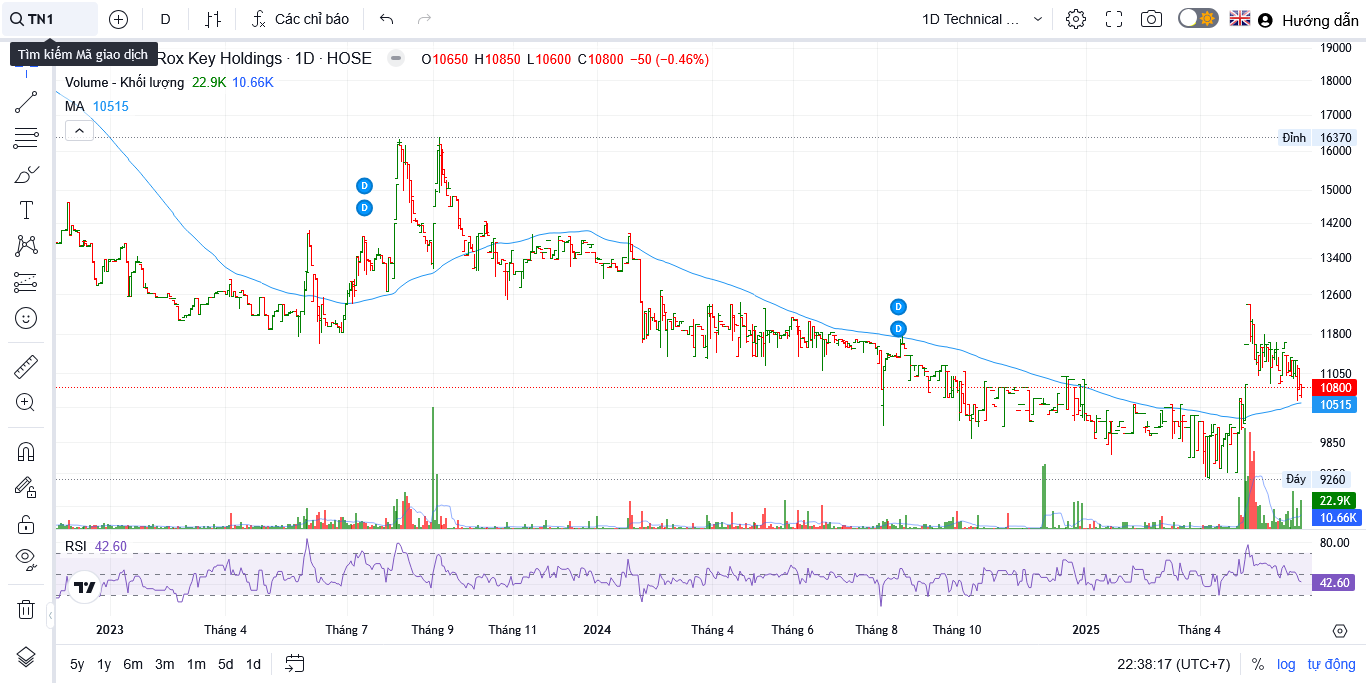 TN1
D
Các chỉ báo
1D Technical ...
Hướng dẫn
Tìm kiếm Mã giao dịch
Rox Key Holdings · 1D · HOSE
O10650 H10850 L10600 C10800 −50 (−0.46%)
Volume - Khối lượng 22.9K 10.66K
MA 10515
D
D
D
D
19000
18000
17000
Đỉnh 16370
16000
15000
14200
13400
12600
11800
11050
10800
10515
9850
Đáy 9260
22.9K
10.66K
RSI 42.60
80.00
42.60
2023 Tháng 4 Tháng 7 Tháng 9 Tháng 11 2024 Tháng 4 Tháng 6 Tháng 8 Tháng 10 2025 Tháng 4
5y 1y 6m 3m 1m 5d 1d
22:38:17 (UTC+7) % log tự động